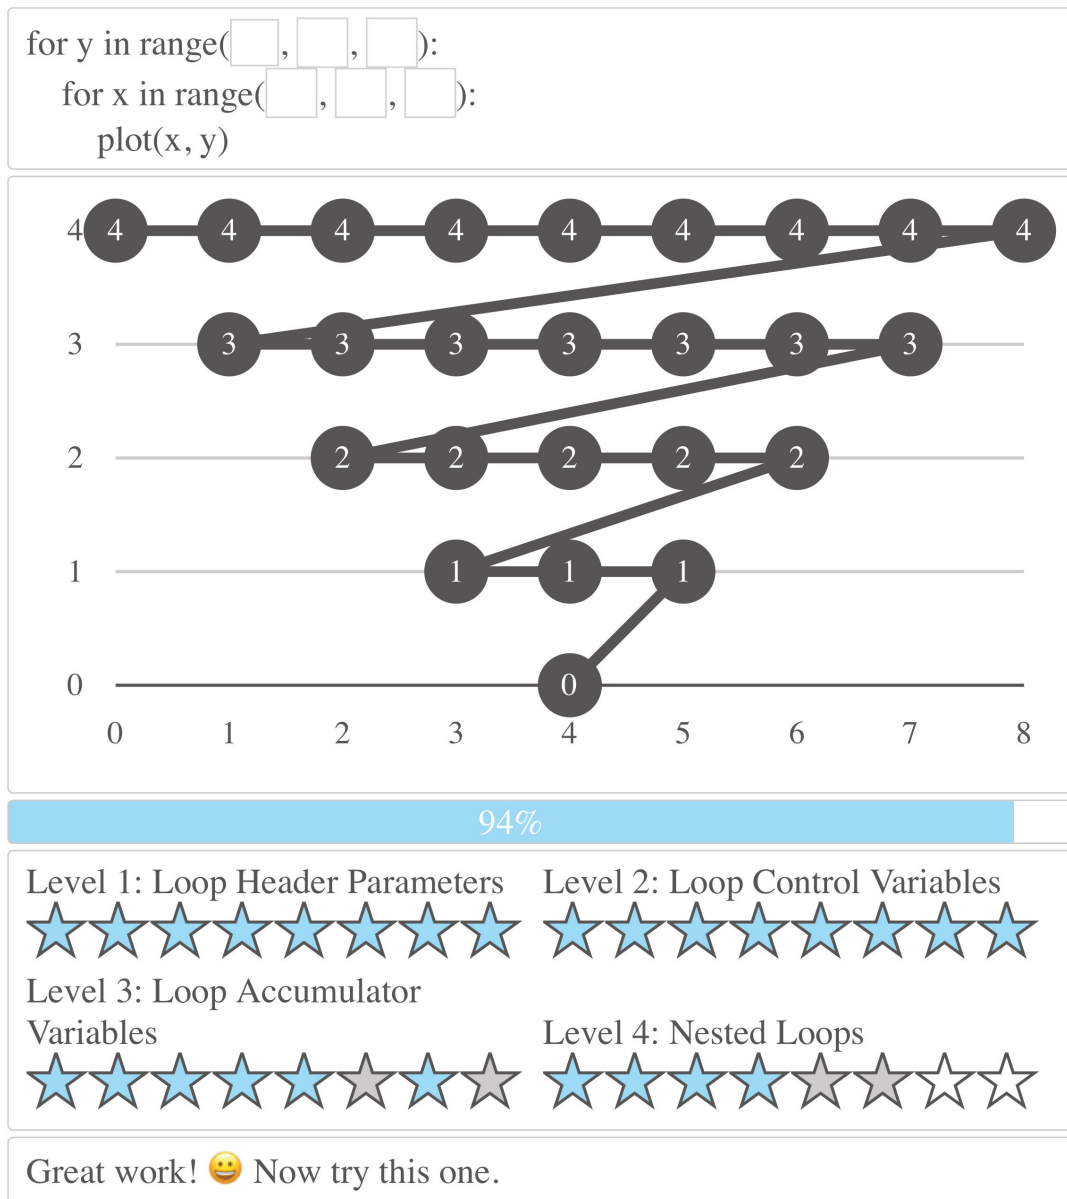 for y in range( , , ):
for x in range( , , ):
plot(x, y)
4 4 4 4 4 4 4 4 4 4
3 3 3 3 3 3 3 3
2 2 2 2 2 2
1 1 1 1
0 0
0 1 2 3 4 5 6 7 8
94%
Level 1: Loop Header Parameters
Level 2: Loop Control Variables
Level 3: Loop Accumulator
Variables
Level 4: Nested Loops
Great work! 😀 Now try this one.